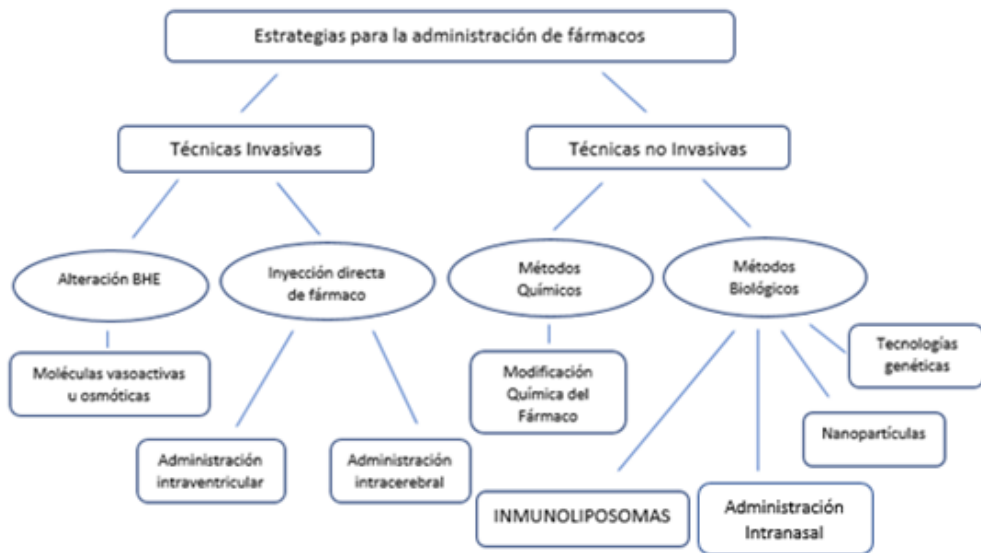 Estrategias para la administración de fármacos
Técnicas Invasivas
Técnicas no Invasivas
Alteración BHE
Inyección directa
de fármaco
Métodos
Químicos
Métodos
Biológicos
Moléculas vasoactivas
u osmóticas
Administración
intraventricular
Administración
intracerebral
Modificación
Química del
Fármaco
INMUNOLIPOSOMAS
Administración
Intranasal
Nanopartículas
Tecnologías
genéticas